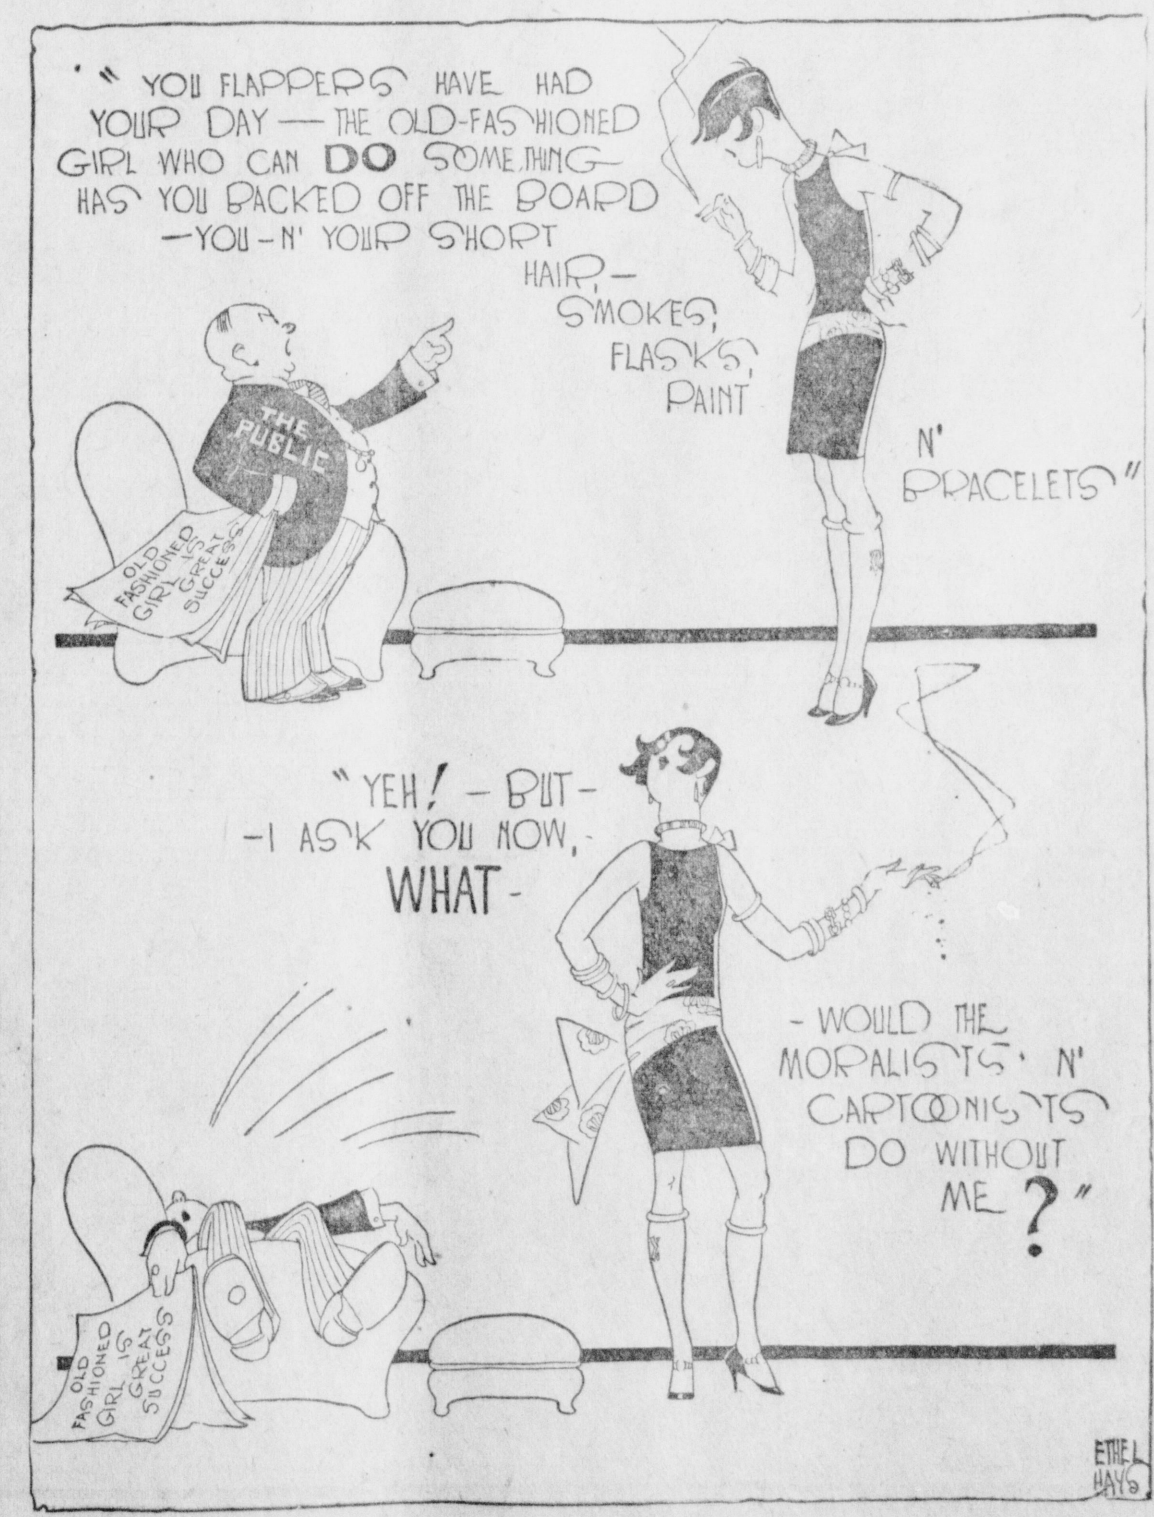 " YOU FLAPPERS HAVE HAD
YOUR DAY — THE OLD-FASHIONED
GIRL WHO CAN DO SOMETHING
HAS YOU BACKED OFF THE BOARD
— YOU - N' YOUR SHORT
HAIR, —
SMOKES,
FLASKS,
PAINT
N'
BRACELETS "
THE
PUBLIC
OLD
FASHIONED
GIRL IS
GREAT
SUCCESS
" YEH! — BUT —
— I ASK YOU NOW, -
WHAT -
- WOULD THE
MORALISTS N'
CARTOONISTS
DO WITHOUT
ME ? "
OLD
FASHIONED
GIRL IS
GREAT
SUCCESS
ETHEL
HAYS